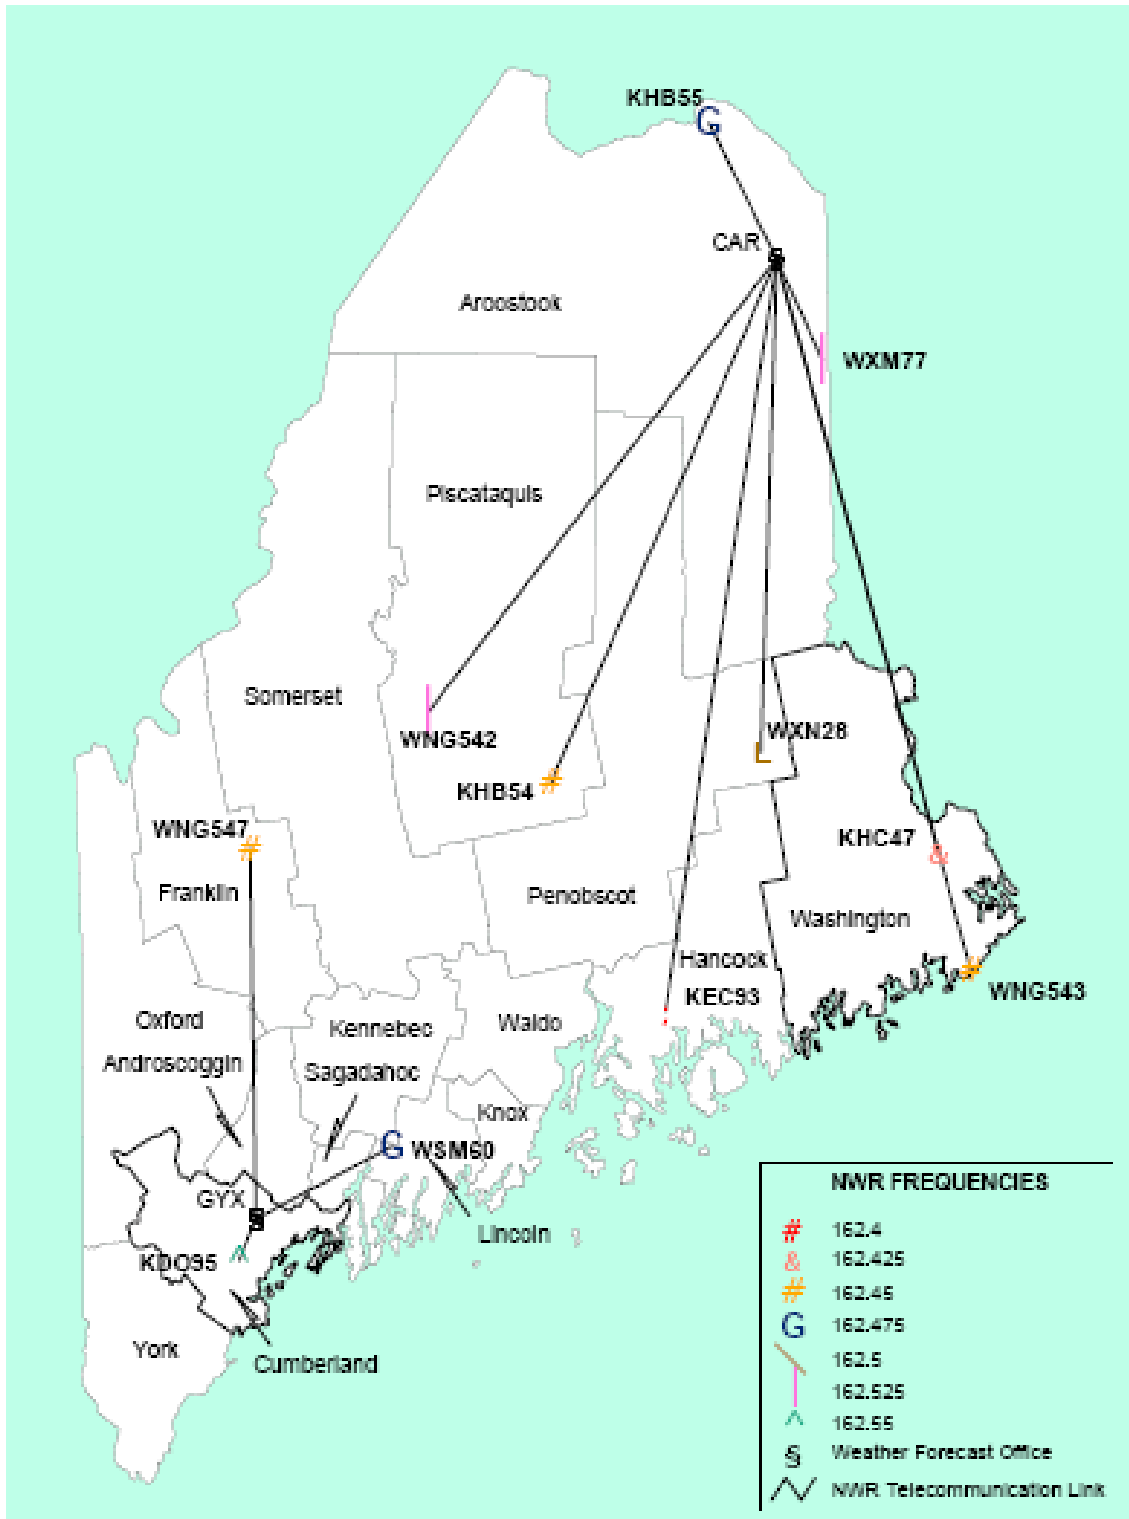 KHB55
CAR
Aroostook
WXM77
Piscataquis
Somerset
WNG542
WXN28
KHB54
WNG547
KHC47
Franklin
Penobscot
Washington
Hancock
KEC93
WNG543
Oxford
Kennebec
Waldo
Androscoggin
Sagadahoc
Knox
WSM60
GYX
Lincoln
KDO95
York
Cumberland
NWR FREQUENCIES
# 162.4
& 162.425
# 162.45
G 162.475
162.5
162.525
^ 162.55
§ Weather Forecast Office
NWR Telecommunication Link